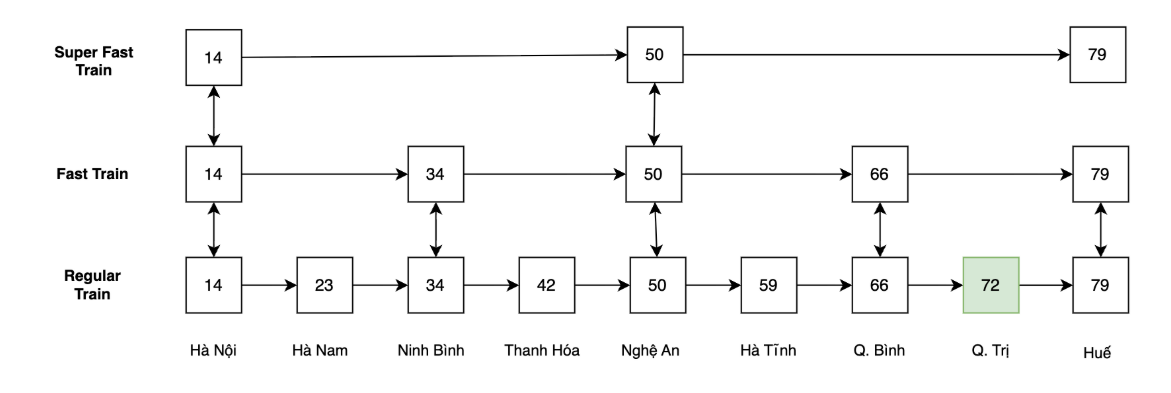 Super Fast
Train
14
50
79
Fast Train
14
34
50
66
79
Regular
Train
14
23
34
42
50
59
66
72
79
Hà Nội
Hà Nam
Ninh Bình
Thanh Hóa
Nghệ An
Hà Tĩnh
Q. Bình
Q. Trị
Huế